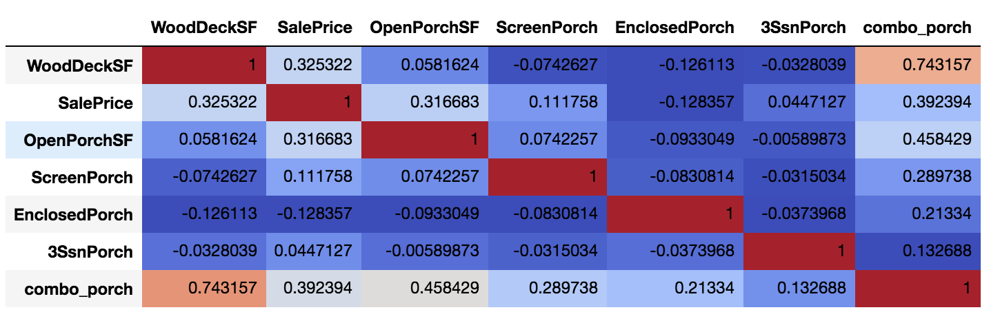 WoodDeckSF SalePrice OpenPorchSF ScreenPorch EnclosedPorch 3SsnPorch combo_porch
WoodDeckSF 1 0.325322 0.0581624 -0.0742627 -0.126113 -0.0328039 0.743157
SalePrice 0.325322 1 0.316683 0.111758 -0.128357 0.0447127 0.392394
OpenPorchSF 0.0581624 0.316683 1 0.0742257 -0.0933049 -0.00589873 0.458429
ScreenPorch -0.0742627 0.111758 0.0742257 1 -0.0830814 -0.0315034 0.289738
EnclosedPorch -0.126113 -0.128357 -0.0933049 -0.0830814 1 -0.0373968 0.21334
3SsnPorch -0.0328039 0.0447127 -0.00589873 -0.0315034 -0.0373968 1 0.132688
combo_porch 0.743157 0.392394 0.458429 0.289738 0.21334 0.132688 1